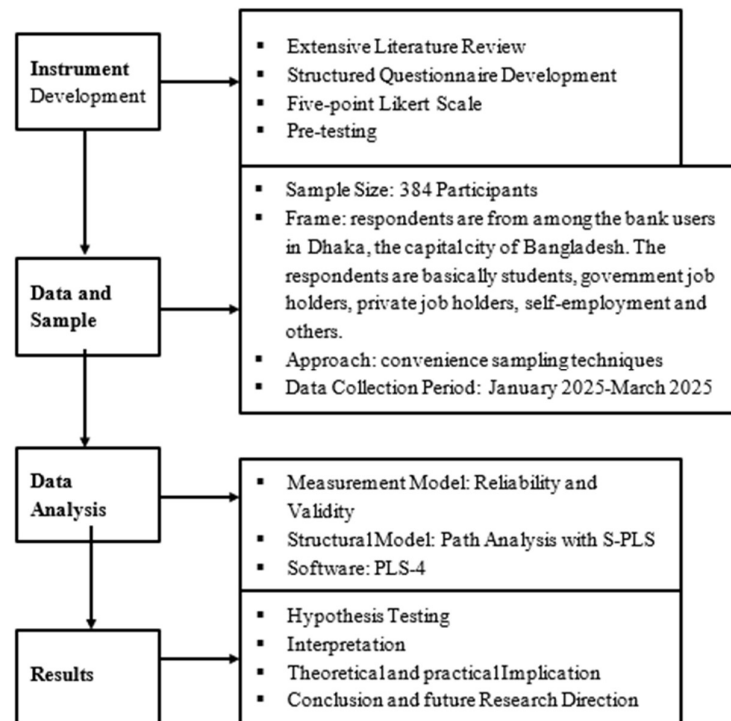 Instrument
Development
▪ Extensive Literature Review
▪ Structured Questionnaire Development
▪ Five-point Likert Scale
▪ Pre-testing
Data and
Sample
▪ Sample Size: 384 Participants
▪ Frame: respondents are from among the bank users
in Dhaka, the capital city of Bangladesh. The
respondents are basically students, government job
holders, private job holders, self-employment and
others.
▪ Approach: convenience sampling techniques
▪ Data Collection Period: January 2025-March 2025
Data
Analysis
▪ Measurement Model: Reliability and
Validity
▪ Structural Model: Path Analysis with S-PLS
▪ Software: PLS-4
Results
▪ Hypothesis Testing
▪ Interpretation
▪ Theoretical and practical Implication
▪ Conclusion and future Research Direction